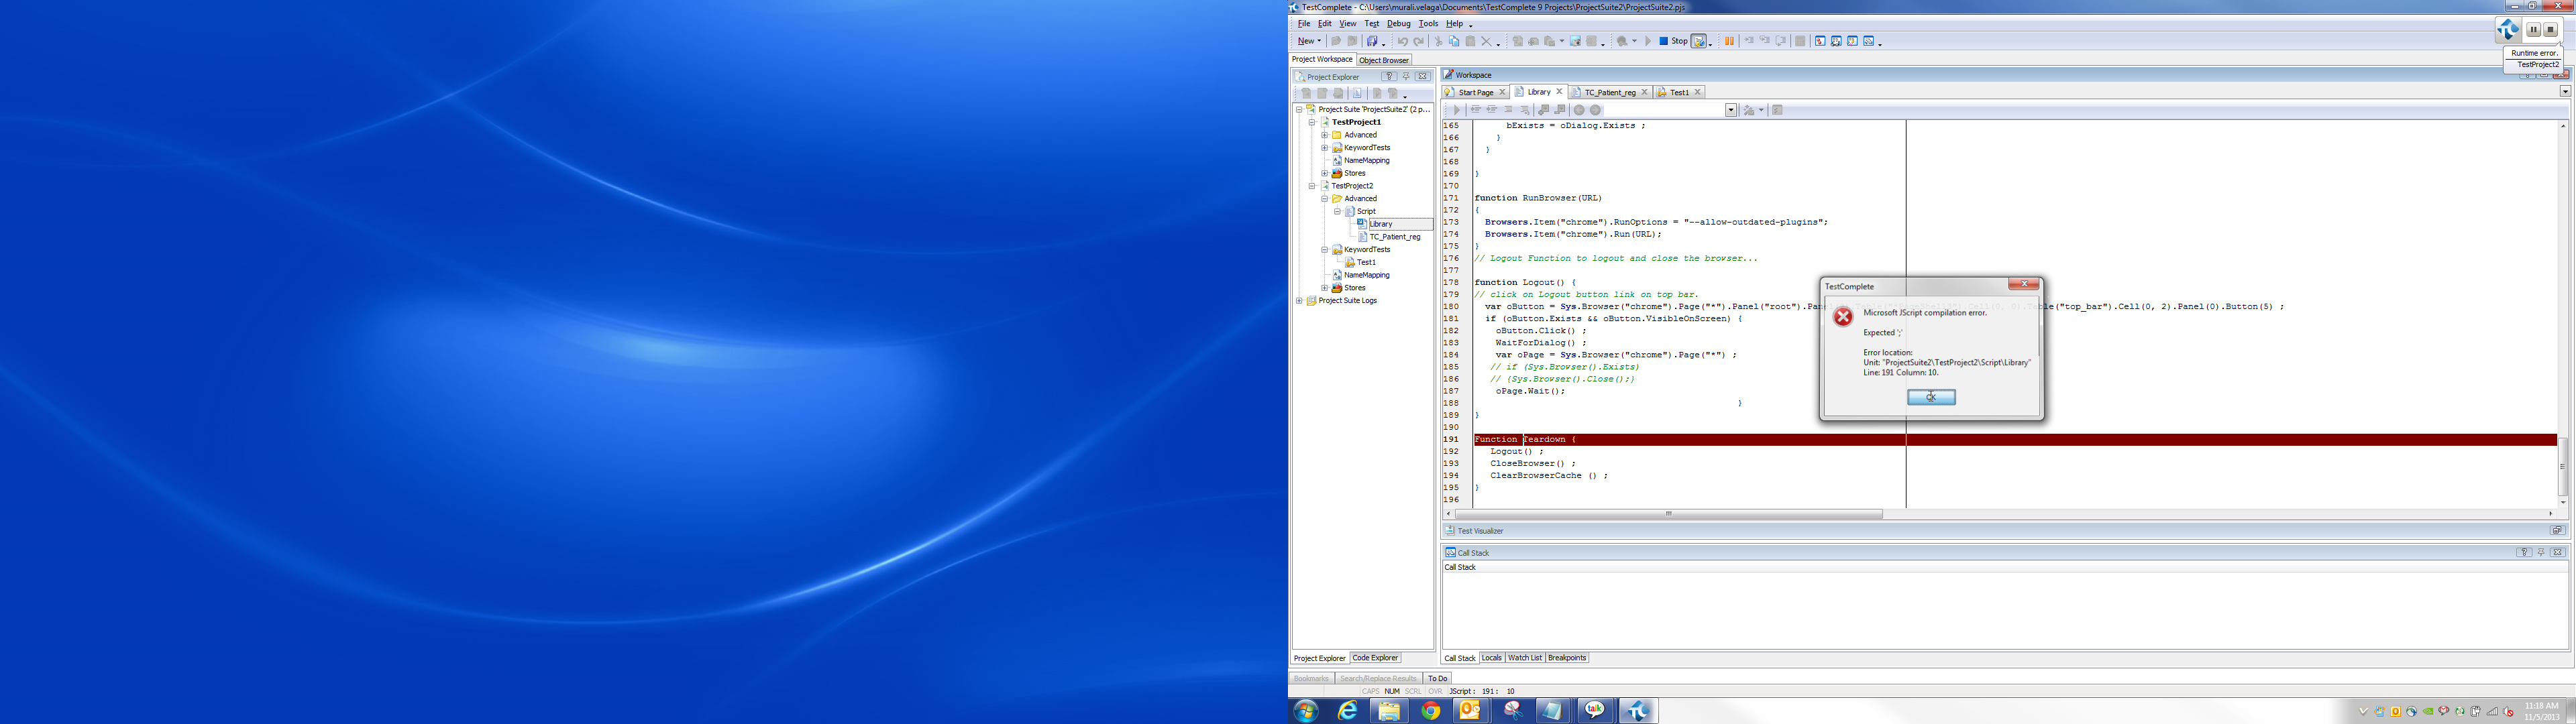 TestComplete - C:\Users\murali.velaga\Documents\TestComplete 9 Projects\ProjectSuite2\ProjectSuite2.pjs
File Edit View Test Debug Tools Help
New Stop
Runtime error.
TestProject2
Project Workspace Object Browser
Project Explorer
Project Suite 'ProjectSuite2' (2 p...
TestProject1
Advanced
KeywordTests
NameMapping
Stores
TestProject2
Advanced
Script
Library
TC_Patient_reg
KeywordTests
Test1
NameMapping
Stores
Project Suite Logs
Project Explorer Code Explorer
Workspace
Start Page Library TC_Patient_reg Test1
165 bExists = oDialog.Exists ;
166 }
167 }
168
169 }
170
171 function RunBrowser(URL)
172 {
173 Browsers.Item("chrome").RunOptions = "--allow-outdated-plugins";
174 Browsers.Item("chrome").Run(URL);
175 }
176 // Logout Function to logout and close the browser...
177
178 function Logout() {
179 // click on Logout button link on top bar.
180 var oButton = Sys.Browser("chrome").Page("*").Panel("root").Pan ("top_bar").Cell(0, 2).Panel(0).Button(5) ;
181 if (oButton.Exists && oButton.VisibleOnScreen) {
182 oButton.Click() ;
183 WaitForDialog() ;
184 var oPage = Sys.Browser("chrome").Page("*") ;
185 // if (Sys.Browser().Exists)
186 // {Sys.Browser().Close();}
187 oPage.Wait();
188 }
189 }
190
191 Function Teardown {
192 Logout() ;
193 CloseBrowser() ;
194 ClearBrowserCache () ;
195 }
196
TestComplete
Microsoft JScript compilation error.
Expected ';'
Error location:
Unit: "ProjectSuite2\TestProject2\Script\Library"
Line: 191 Column: 10.
OK
Test Visualizer
Call Stack
Call Stack
Call Stack Locals Watch List Breakpoints
Bookmarks Search/Replace Results To Do
CAPS NUM SCRL OVR JScript : 191 : 10
talk
11:18 AM
11/5/2013